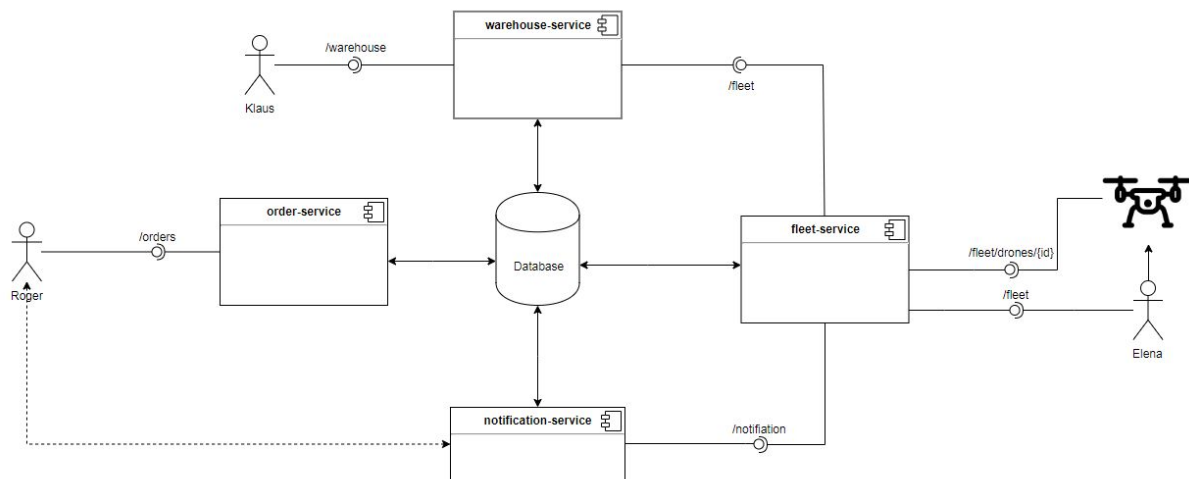 warehouse-service
/warehouse
/fleet
Klaus
order-service
fleet-service
/orders
/fleet/drones/{id}
Database
Roger
/fleet
Elena
notification-service
/notifiation